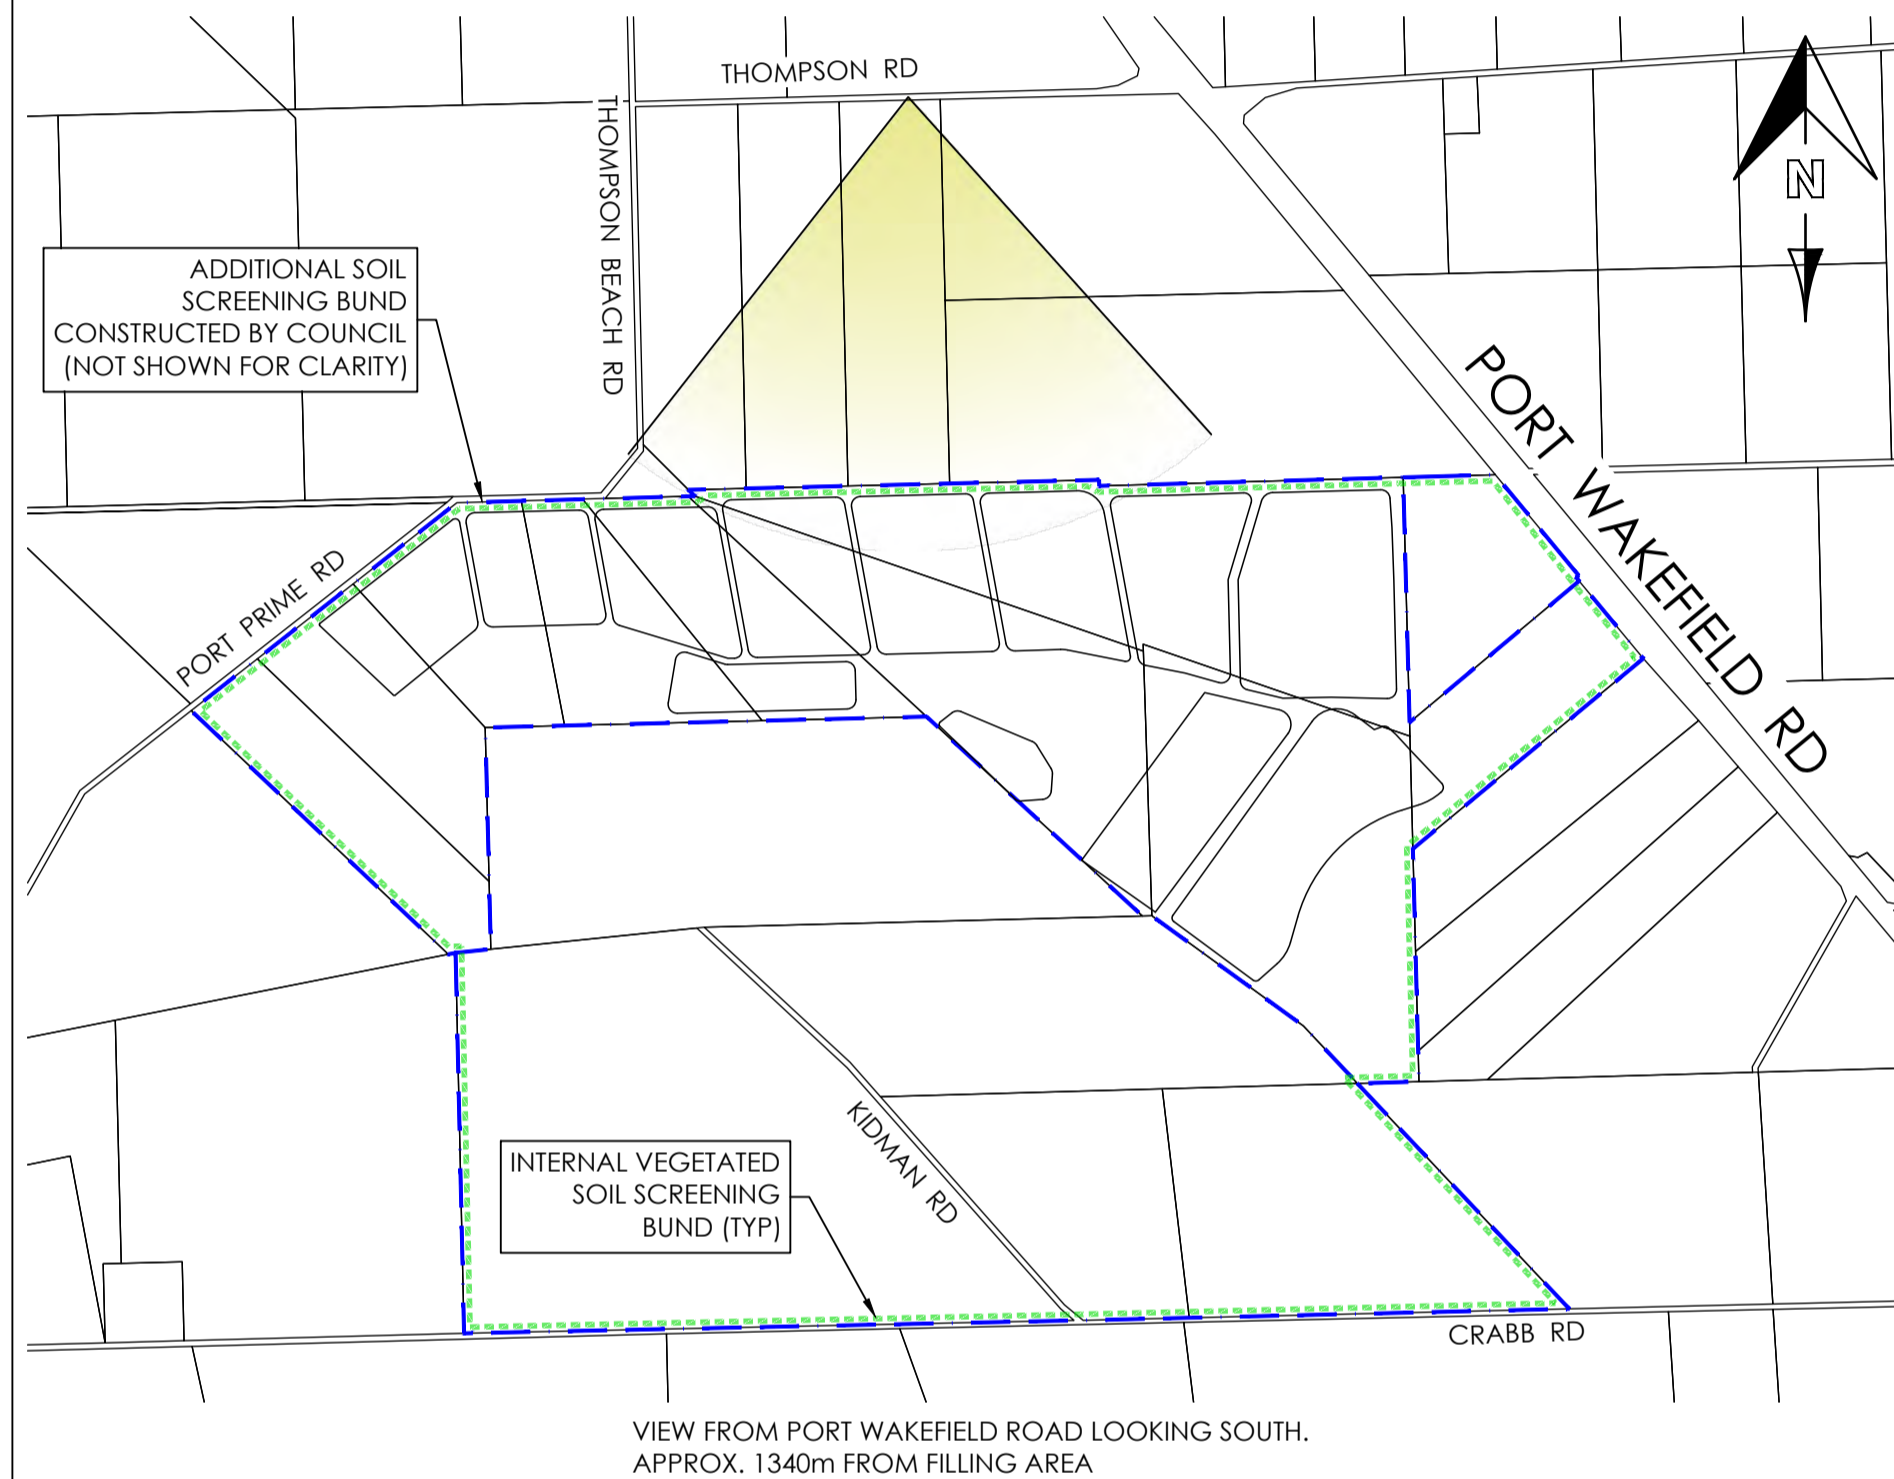 THOMPSON RD
THOMPSON BEACH RD
N
ADDITIONAL SOIL
SCREENING BUND
CONSTRUCTED BY COUNCIL
(NOT SHOWN FOR CLARITY)
PORT WAKEFIELD RD
PORT PRIME RD
KIDMAN RD
INTERNAL VEGETATED
SOIL SCREENING
BUND (TYP)
CRABB RD
VIEW FROM PORT WAKEFIELD ROAD LOOKING SOUTH.
APPROX. 1340m FROM FILLING AREA